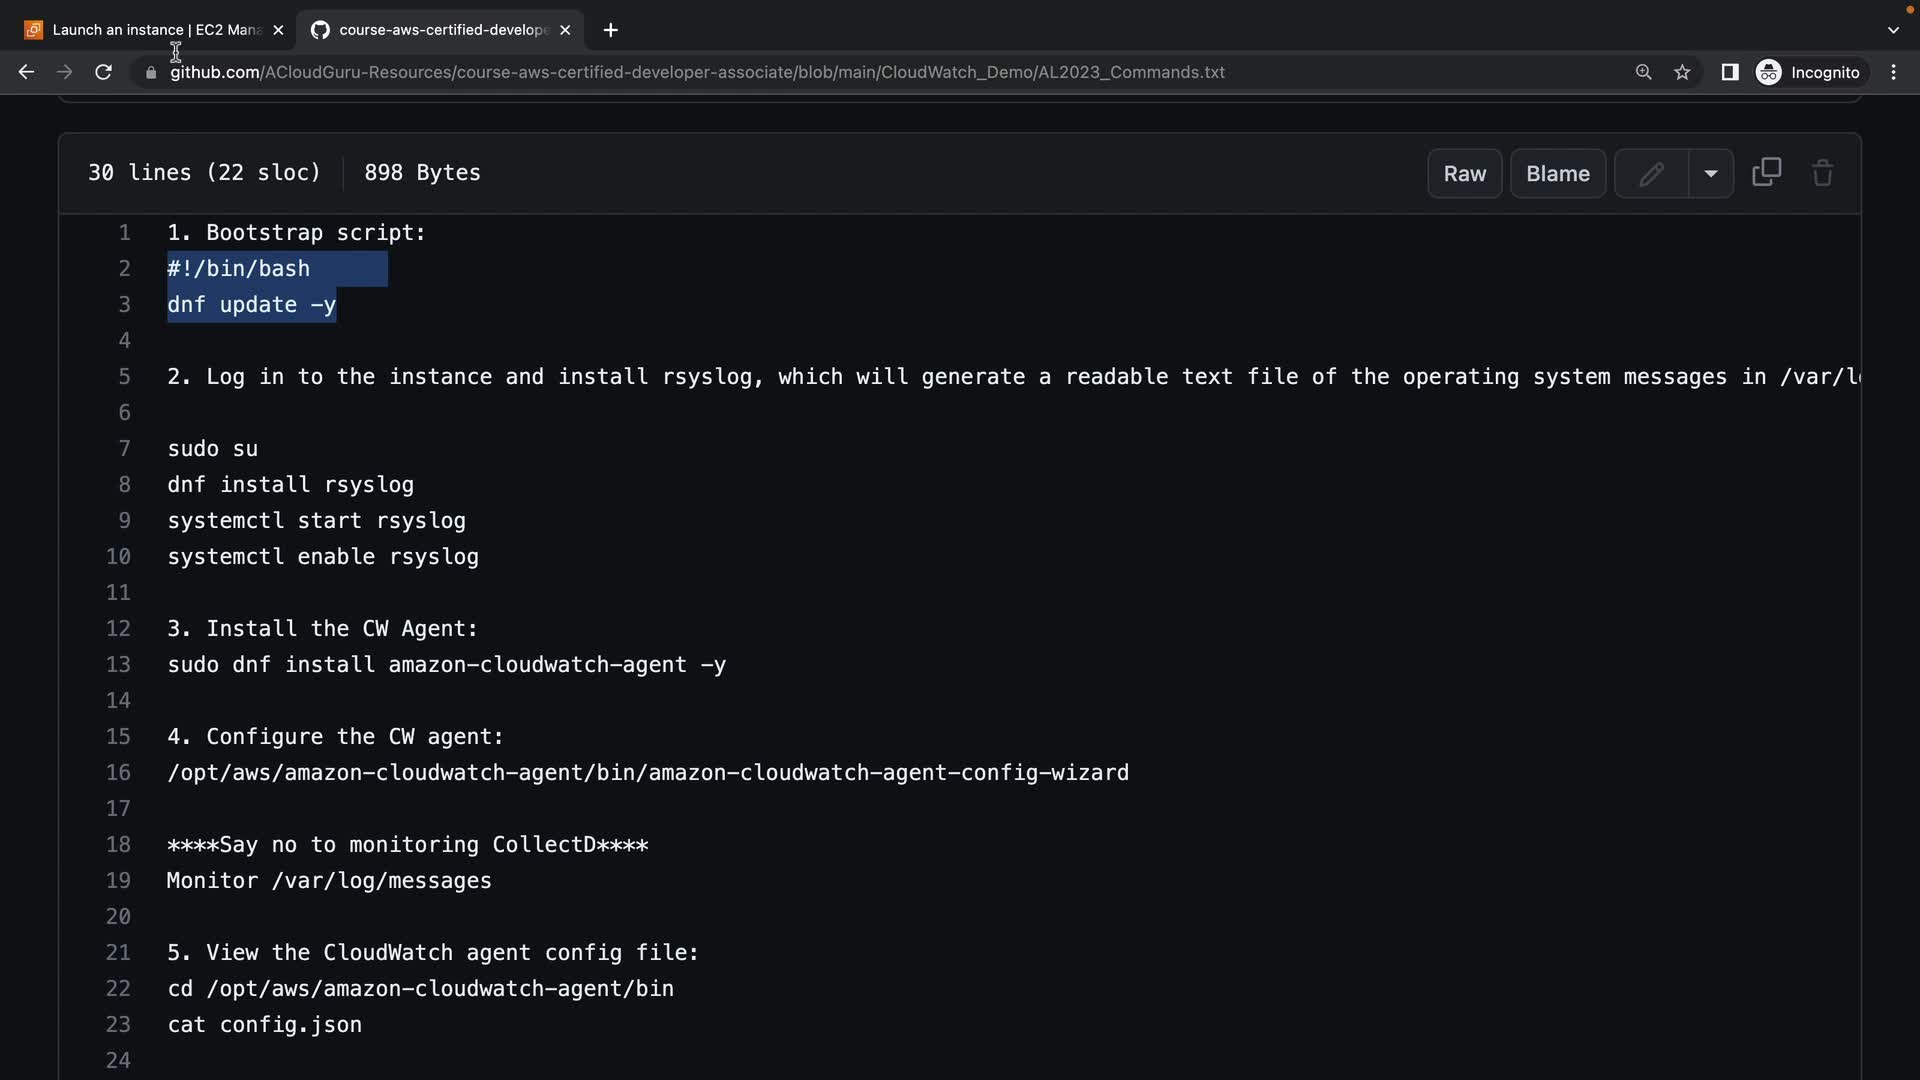 Launch an instance | EC2 Mana
course-aws-certified-develope
github.com/ACloudGuru-Resources/course-aws-certified-developer-associate/blob/main/CloudWatch_Demo/AL2023_Commands.txt
Incognito
30 lines (22 sloc) 898 Bytes
Raw Blame
1 1. Bootstrap script:
2 #!/bin/bash
3 dnf update -y
4
5 2. Log in to the instance and install rsyslog, which will generate a readable text file of the operating system messages in /var/l
6
7 sudo su
8 dnf install rsyslog
9 systemctl start rsyslog
10 systemctl enable rsyslog
11
12 3. Install the CW Agent:
13 sudo dnf install amazon-cloudwatch-agent -y
14
15 4. Configure the CW agent:
16 /opt/aws/amazon-cloudwatch-agent/bin/amazon-cloudwatch-agent-config-wizard
17
18 ****Say no to monitoring CollectD****
19 Monitor /var/log/messages
20
21 5. View the CloudWatch agent config file:
22 cd /opt/aws/amazon-cloudwatch-agent/bin
23 cat config.json
24